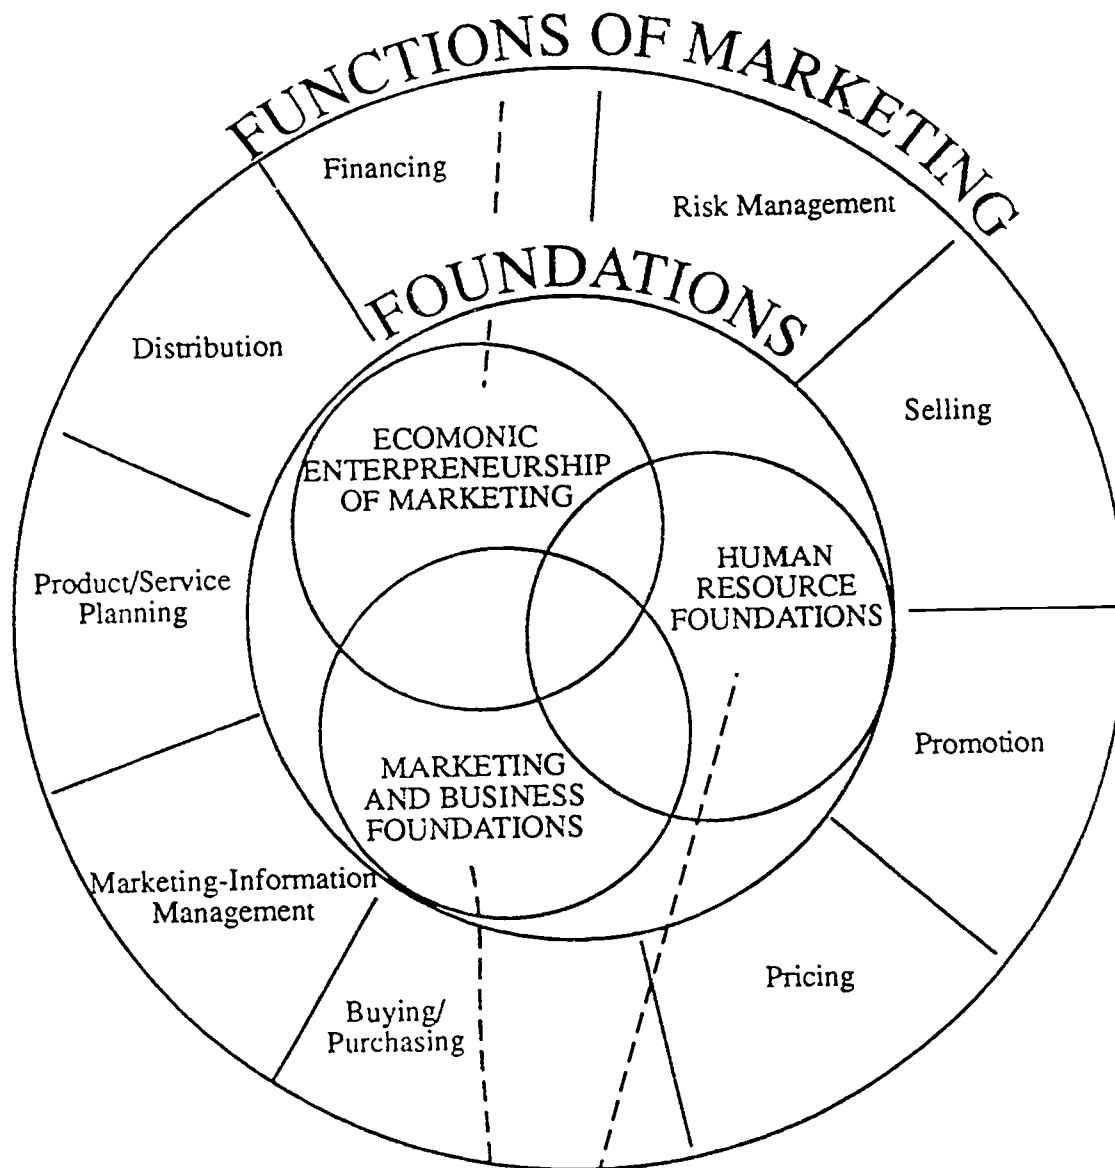 FUNCTIONS OF MARKETING
Financing
Risk Management
FOUNDATIONS
Distribution
Selling
ECOMONIC
ENTERPRENEURSHIP
OF MARKETING
HUMAN
RESOURCE
FOUNDATIONS
Product/Service
Planning
Promotion
MARKETING
AND BUSINESS
FOUNDATIONS
Marketing-Information
Management
Pricing
Buying/
Purchasing